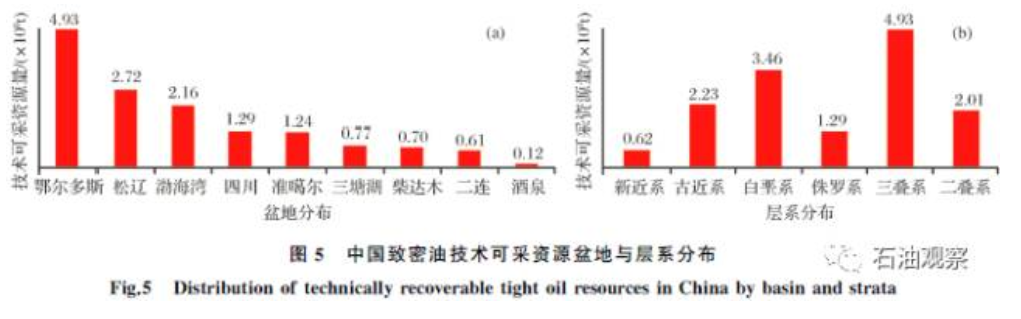 4.93
2.72
2.16
1.29
1.24
0.77
0.70
0.61
0.12
(a)
技术可采资源量/(×10⁸t)
鄂尔多斯 松辽 渤海湾 四川 准噶尔 三塘湖 柴达木 二连 酒泉
盆地分布
0.62
2.23
3.46
1.29
4.93
2.01
(b)
技术可采资源量/(×10⁸t)
新近系 古近系 白垩系 侏罗系 三叠系 二叠系
层系分布
图 5 中国致密油技术可采资源盆地与层系分布
石油观察
Fig.5 Distribution of technically recoverable tight oil resources in China by basin and strata